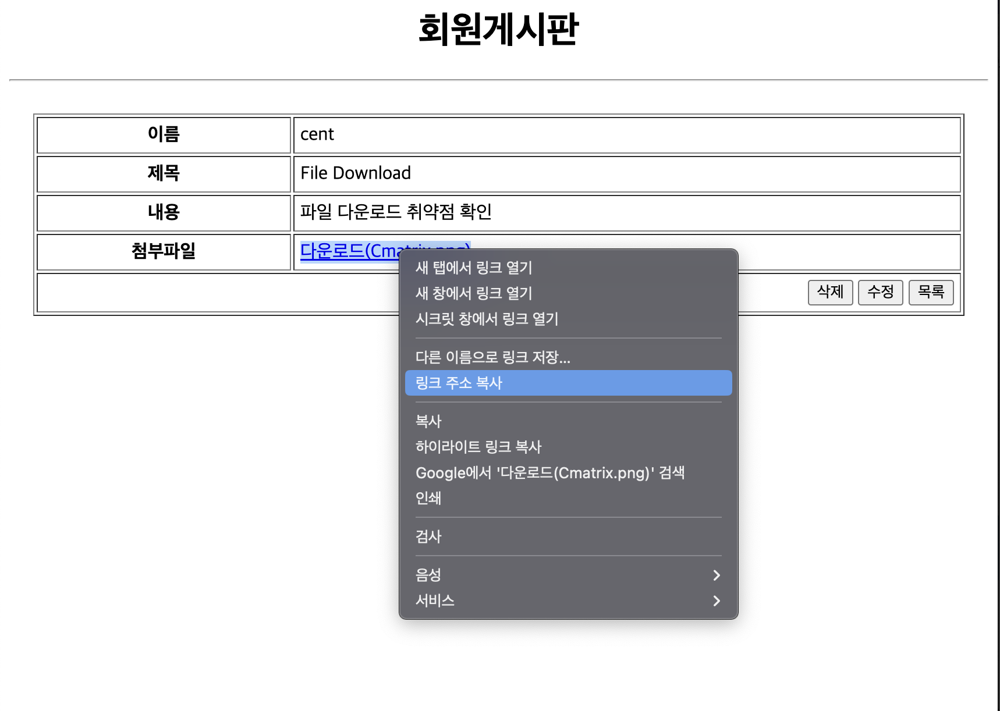 회원게시판
이름 cent
제목 File Download
내용 파일 다운로드 취약점 확인
첨부파일 다운로드(Cmatrix.png)
삭제 수정 목록
새 탭에서 링크 열기
새 창에서 링크 열기
시크릿 창에서 링크 열기
다른 이름으로 링크 저장...
링크 주소 복사
복사
하이라이트 링크 복사
Google에서 '다운로드(Cmatrix.png)' 검색
인쇄
검사
음성
서비스